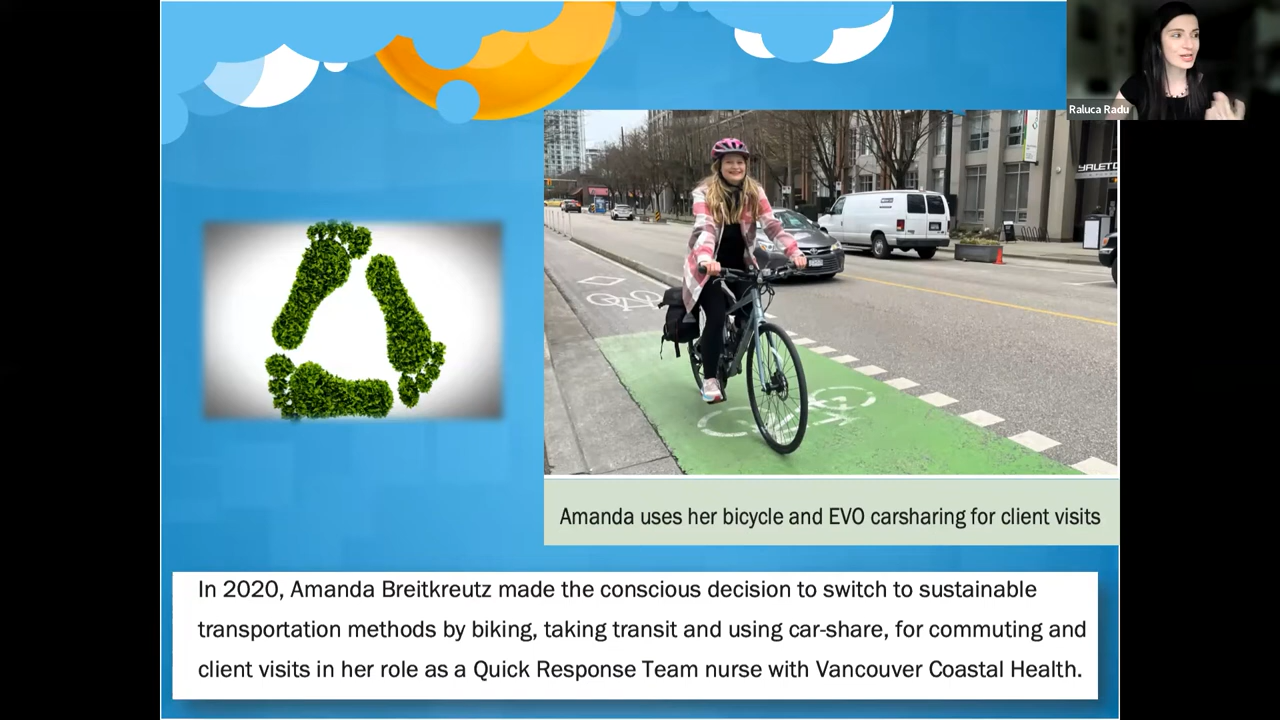 Raluca Radu
YALETO
Amanda uses her bicycle and EVO carsharing for client visits
In 2020, Amanda Breitkreutz made the conscious decision to switch to sustainable
transportation methods by biking, taking transit and using car-share, for commuting and
client visits in her role as a Quick Response Team nurse with Vancouver Coastal Health.